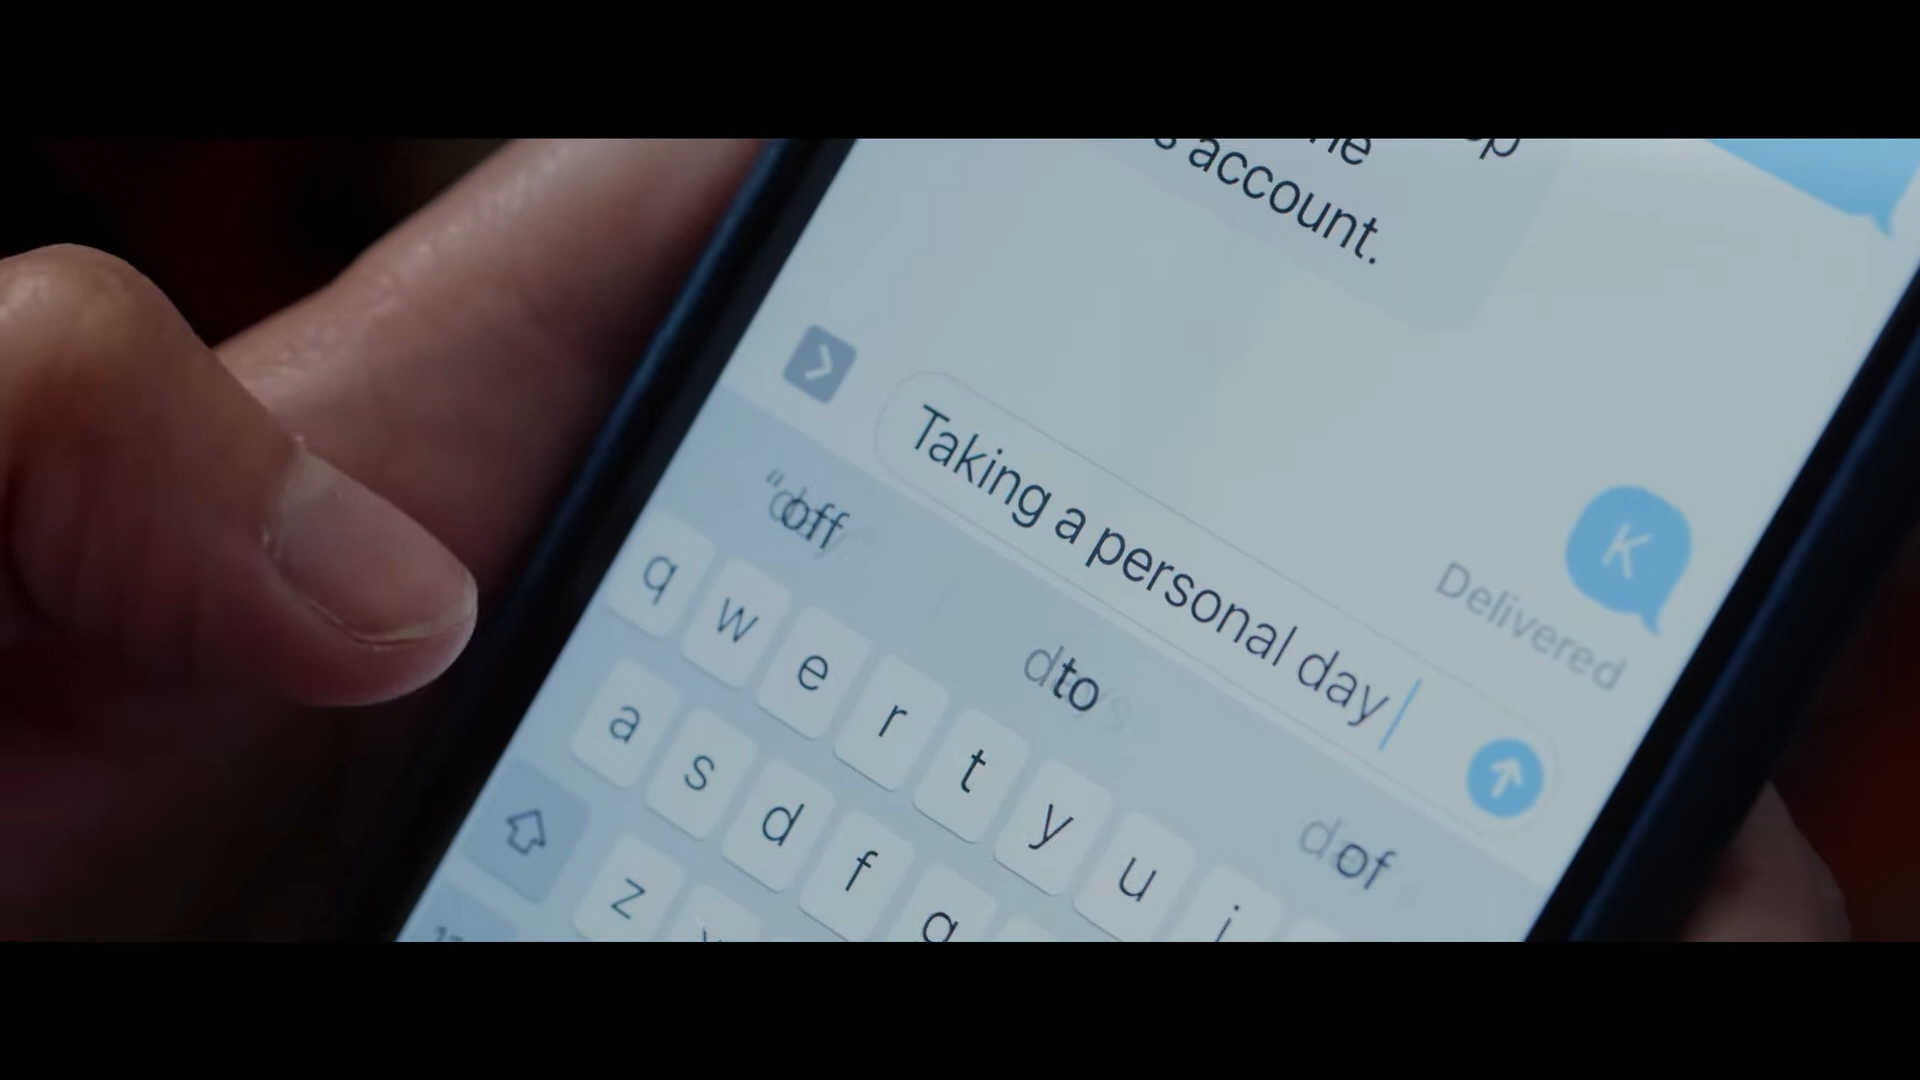 account.
K
Delivered
Taking a personal day
off to of
q w e r t y u
a s d f g
z